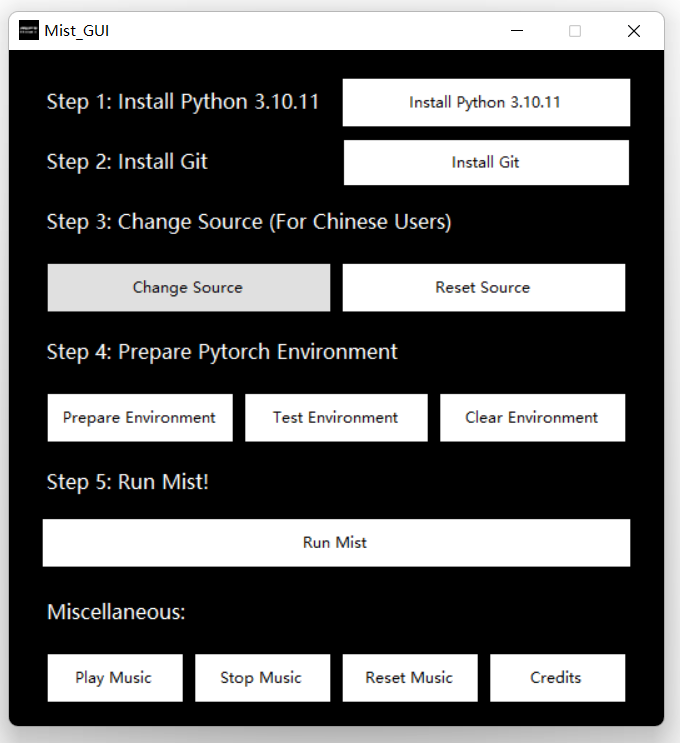 Mist_GUI
Step 1: Install Python 3.10.11
Install Python 3.10.11
Step 2: Install Git
Install Git
Step 3: Change Source (For Chinese Users)
Change Source
Reset Source
Step 4: Prepare Pytorch Environment
Prepare Environment
Test Environment
Clear Environment
Step 5: Run Mist!
Run Mist
Miscellaneous:
Play Music
Stop Music
Reset Music
Credits